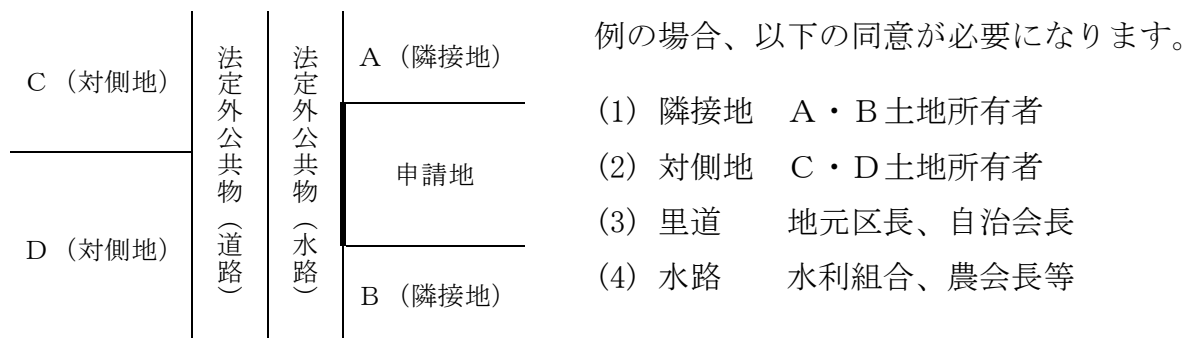 C（対側地）
D（対側地）
法定外公共物（道路）
法定外公共物（水路）
A（隣接地）
申請地
B（隣接地）
例の場合、以下の同意が必要になります。
(1) 隣接地　A・B土地所有者
(2) 対側地　C・D土地所有者
(3) 里道　　地元区長、自治会長
(4) 水路　　水利組合、農会長等